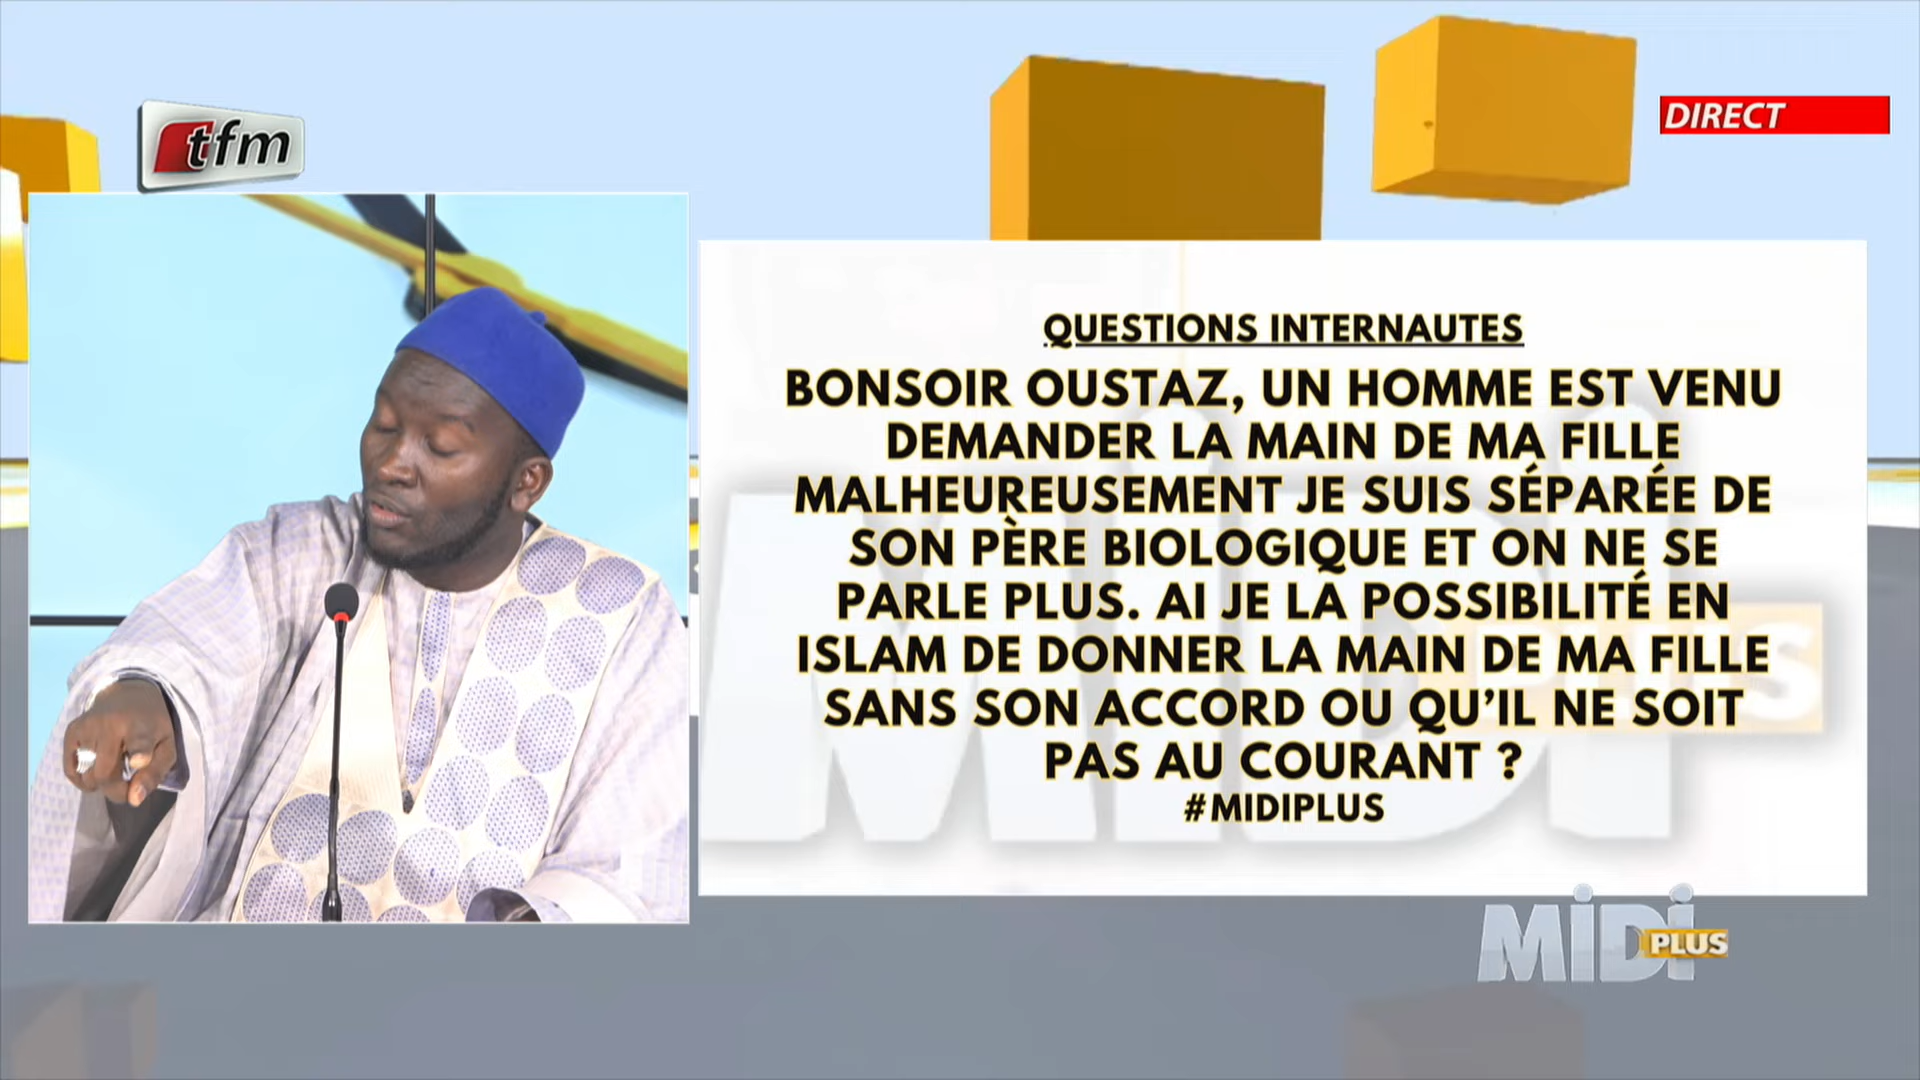 tfm
DIRECT
QUESTIONS INTERNAUTES
BONSOIR OUSTAZ, UN HOMME EST VENU
DEMANDER LA MAIN DE MA FILLE
MALHEUREUSEMENT JE SUIS SÉPARÉE DE
SON PÈRE BIOLOGIQUE ET ON NE SE
PARLE PLUS. AI JE LA POSSIBILITÉ EN
ISLAM DE DONNER LA MAIN DE MA FILLE
SANS SON ACCORD OU QU’IL NE SOIT
PAS AU COURANT ?
#MIDIPLUS
MiDi
PLUS